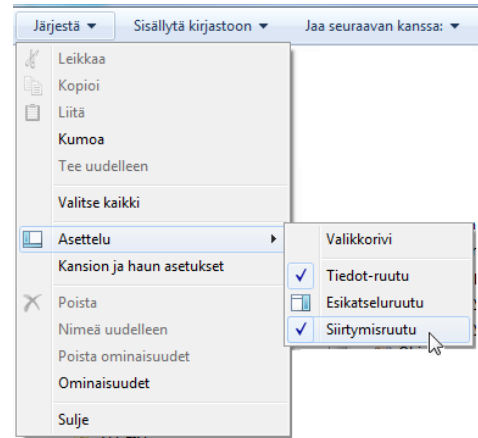 Järjestä Sisällytä kirjastoon Jaa seuraavan kanssa:
Leikkaa
Kopioi
Liitä
Kumoa
Tee uudelleen
Valitse kaikki
Asettelu
Kansion ja haun asetukset
Poista
Nimeä uudelleen
Poista ominaisuudet
Ominaisuudet
Sulje
Valikkorivi
Tiedot-ruutu
Esikatseluruutu
Siirtymisruutu